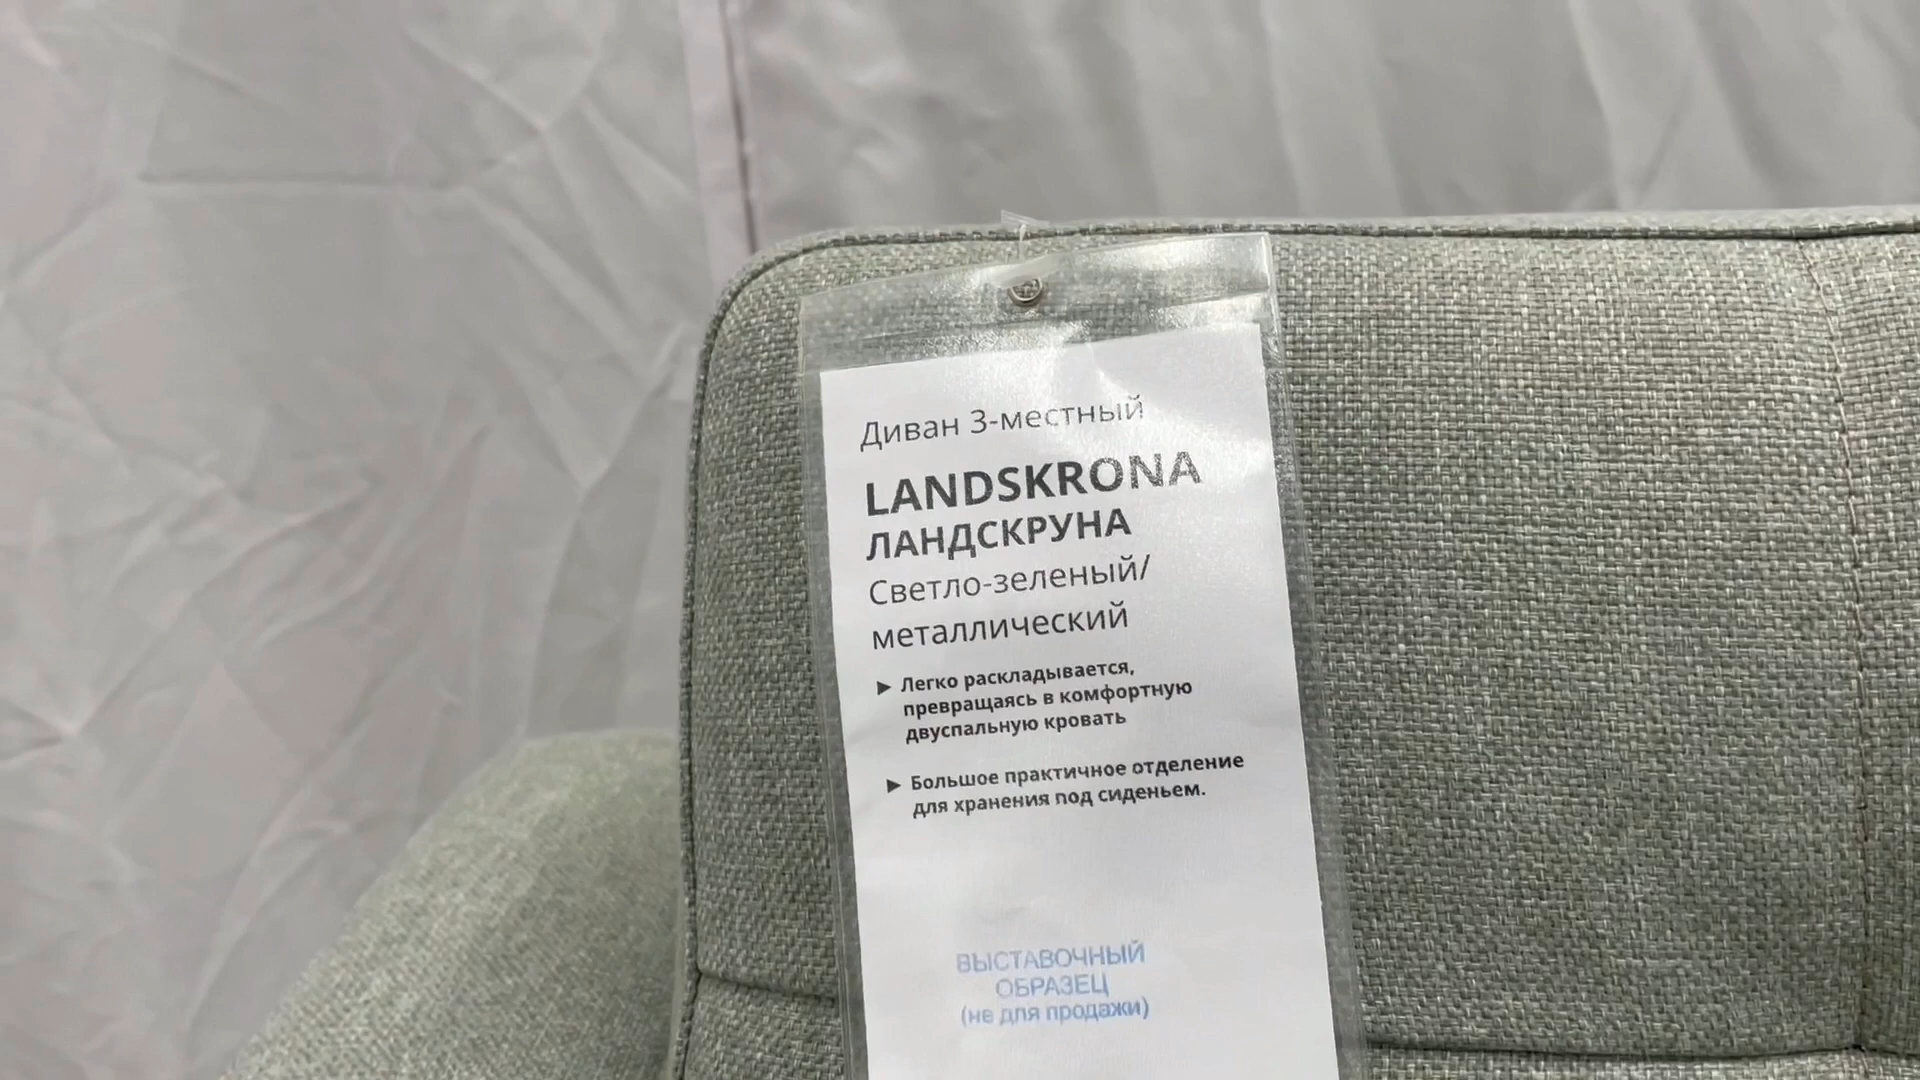 Диван 3-местный
LANDSKRONA
ЛАНДСКРУНА
Светло-зеленый/
металлический
► Легко раскладывается,
превращаясь в комфортную
двуспальную кровать
► Большое практичное отделение
для хранения под сиденьем.
ВЫСТАВОЧНЫЙ
ОБРАЗЕЦ
(не для продажи)